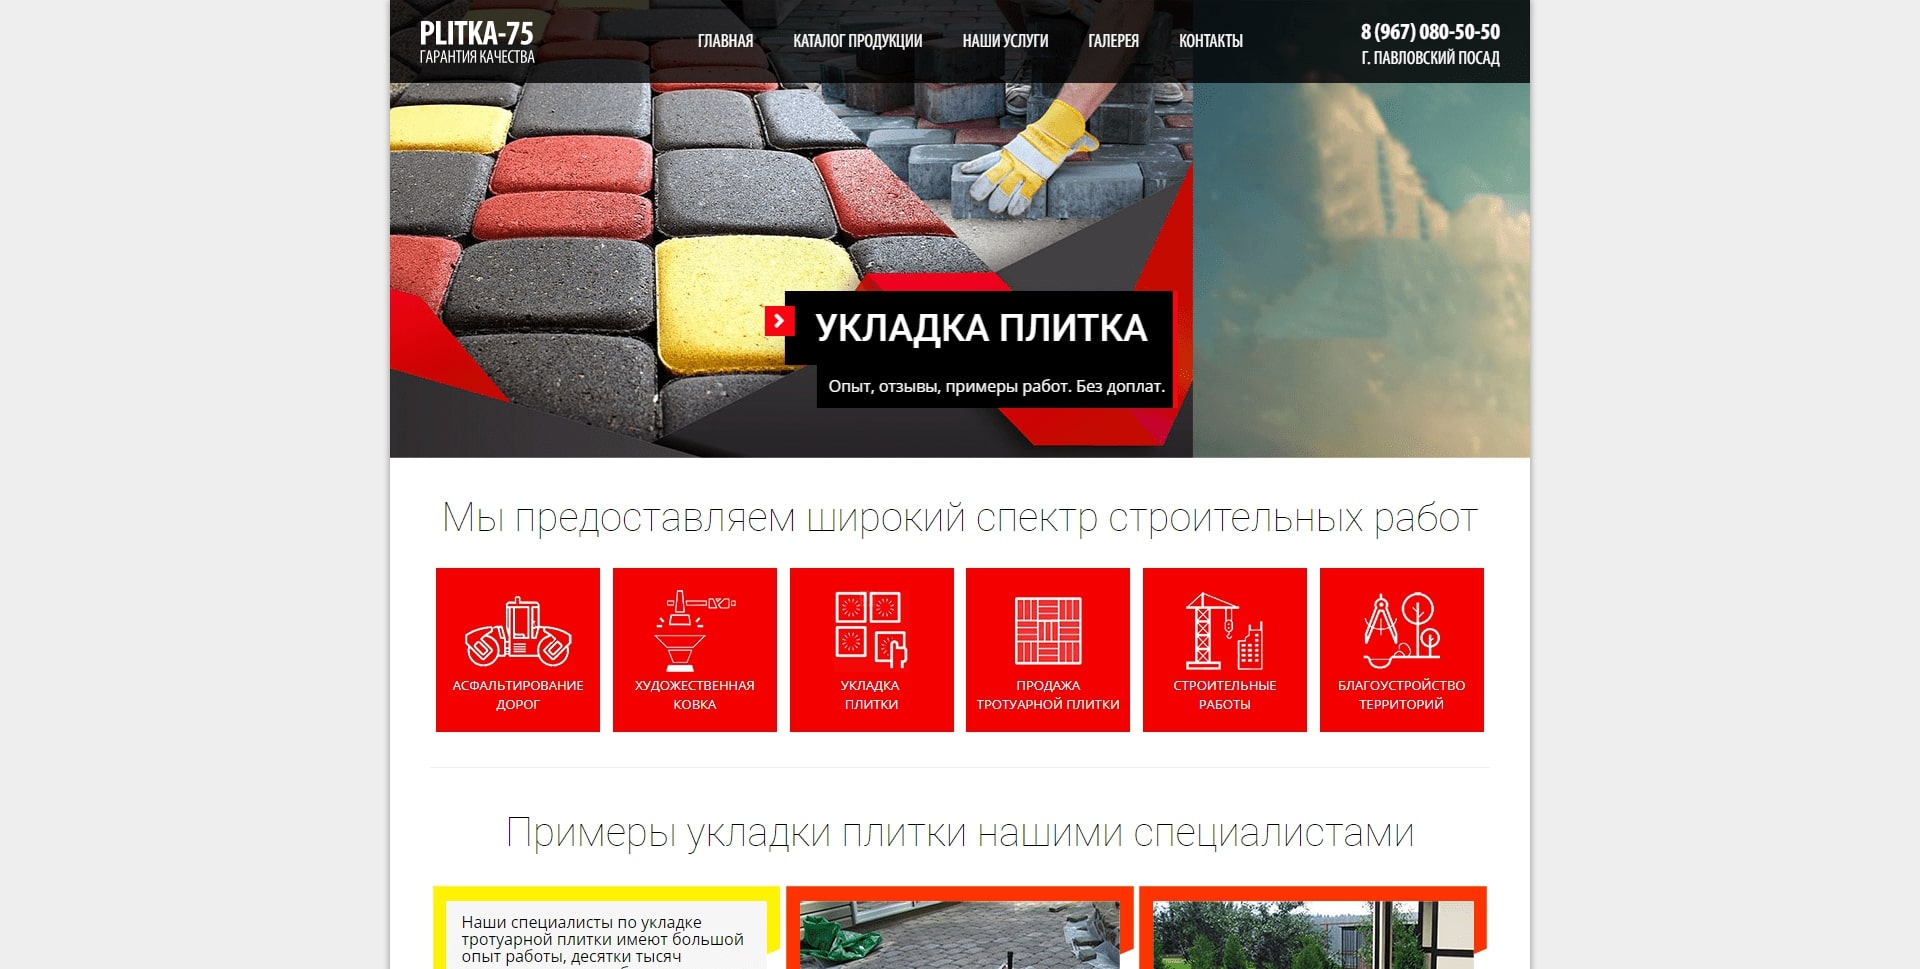 PLITKA-75
ГАРАНТИЯ КАЧЕСТВА
ГЛАВНАЯ
КАТАЛОГ ПРОДУКЦИИ
НАШИ УСЛУГИ
ГАЛЕРЕЯ
КОНТАКТЫ
8 (967) 080-50-50
Г. ПАВЛОВСКИЙ ПОСАД
УКЛАДКА ПЛИТКА
Опыт, отзывы, примеры работ. Без доплат.
Мы предоставляем широкий спектр строительных работ
АСФАЛЬТИРОВАНИЕ
ДОРОГ
ХУДОЖЕСТВЕННАЯ
КОВКА
УКЛАДКА
ПЛИТКИ
ПРОДАЖА
ТРОТУАРНОЙ ПЛИТКИ
СТРОИТЕЛЬНЫЕ
РАБОТЫ
БЛАГОУСТРОЙСТВО
ТЕРРИТОРИЙ
Примеры укладки плитки нашими специалистами
Наши специалисты по укладке
тротуарной плитки имеют большой
опыт работы, десятки тысяч